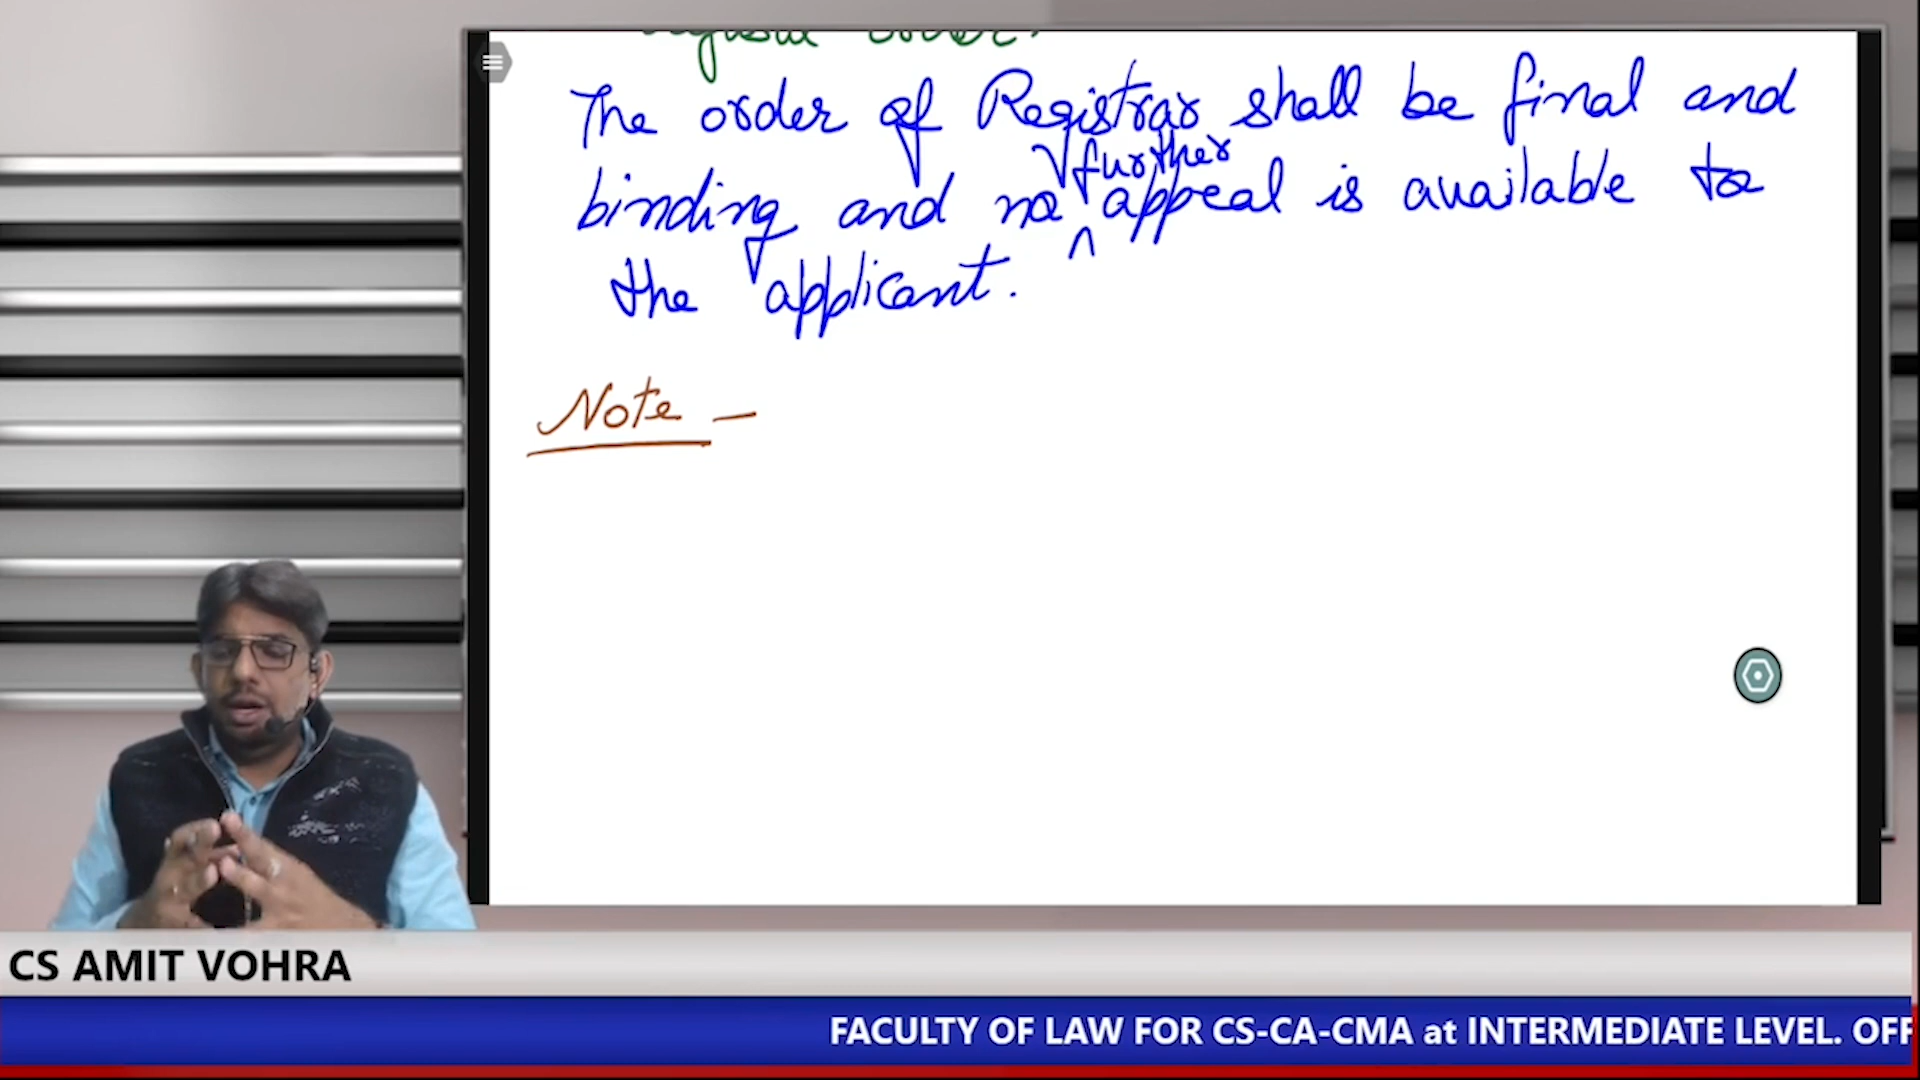 order.
The order of Registrar shall be final and
further
binding and no ^ appeal is available to
the applicant.
Note –
CS AMIT VOHRA
FACULTY OF LAW FOR CS-CA-CMA at INTERMEDIATE LEVEL. OFF